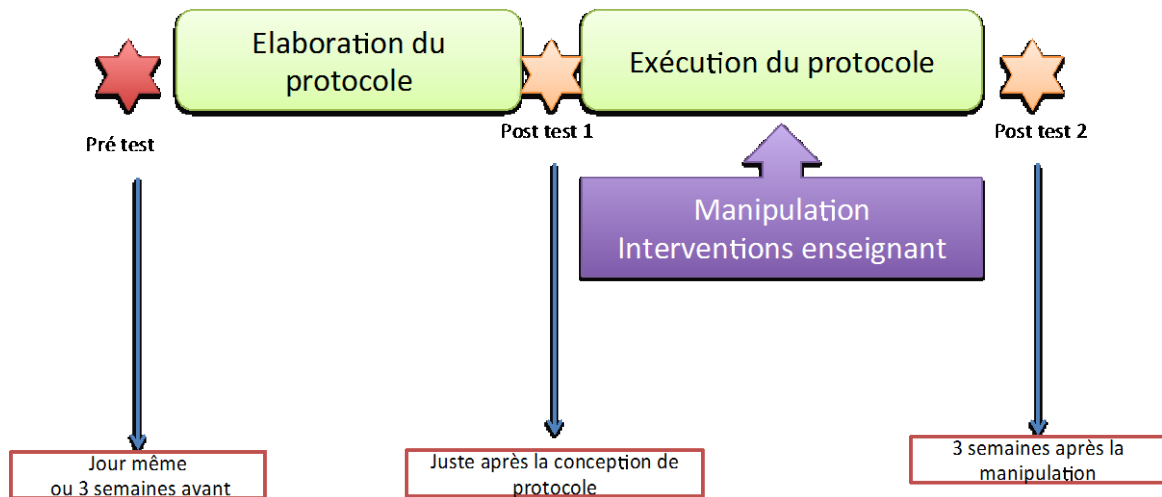 Elaboration du
protocole
Exécution du protocole
Pré test
Post test 1
Post test 2
Manipulation
Interventions enseignant
Jour même
ou 3 semaines avant
Juste après la conception de
protocole
3 semaines après la
manipulation